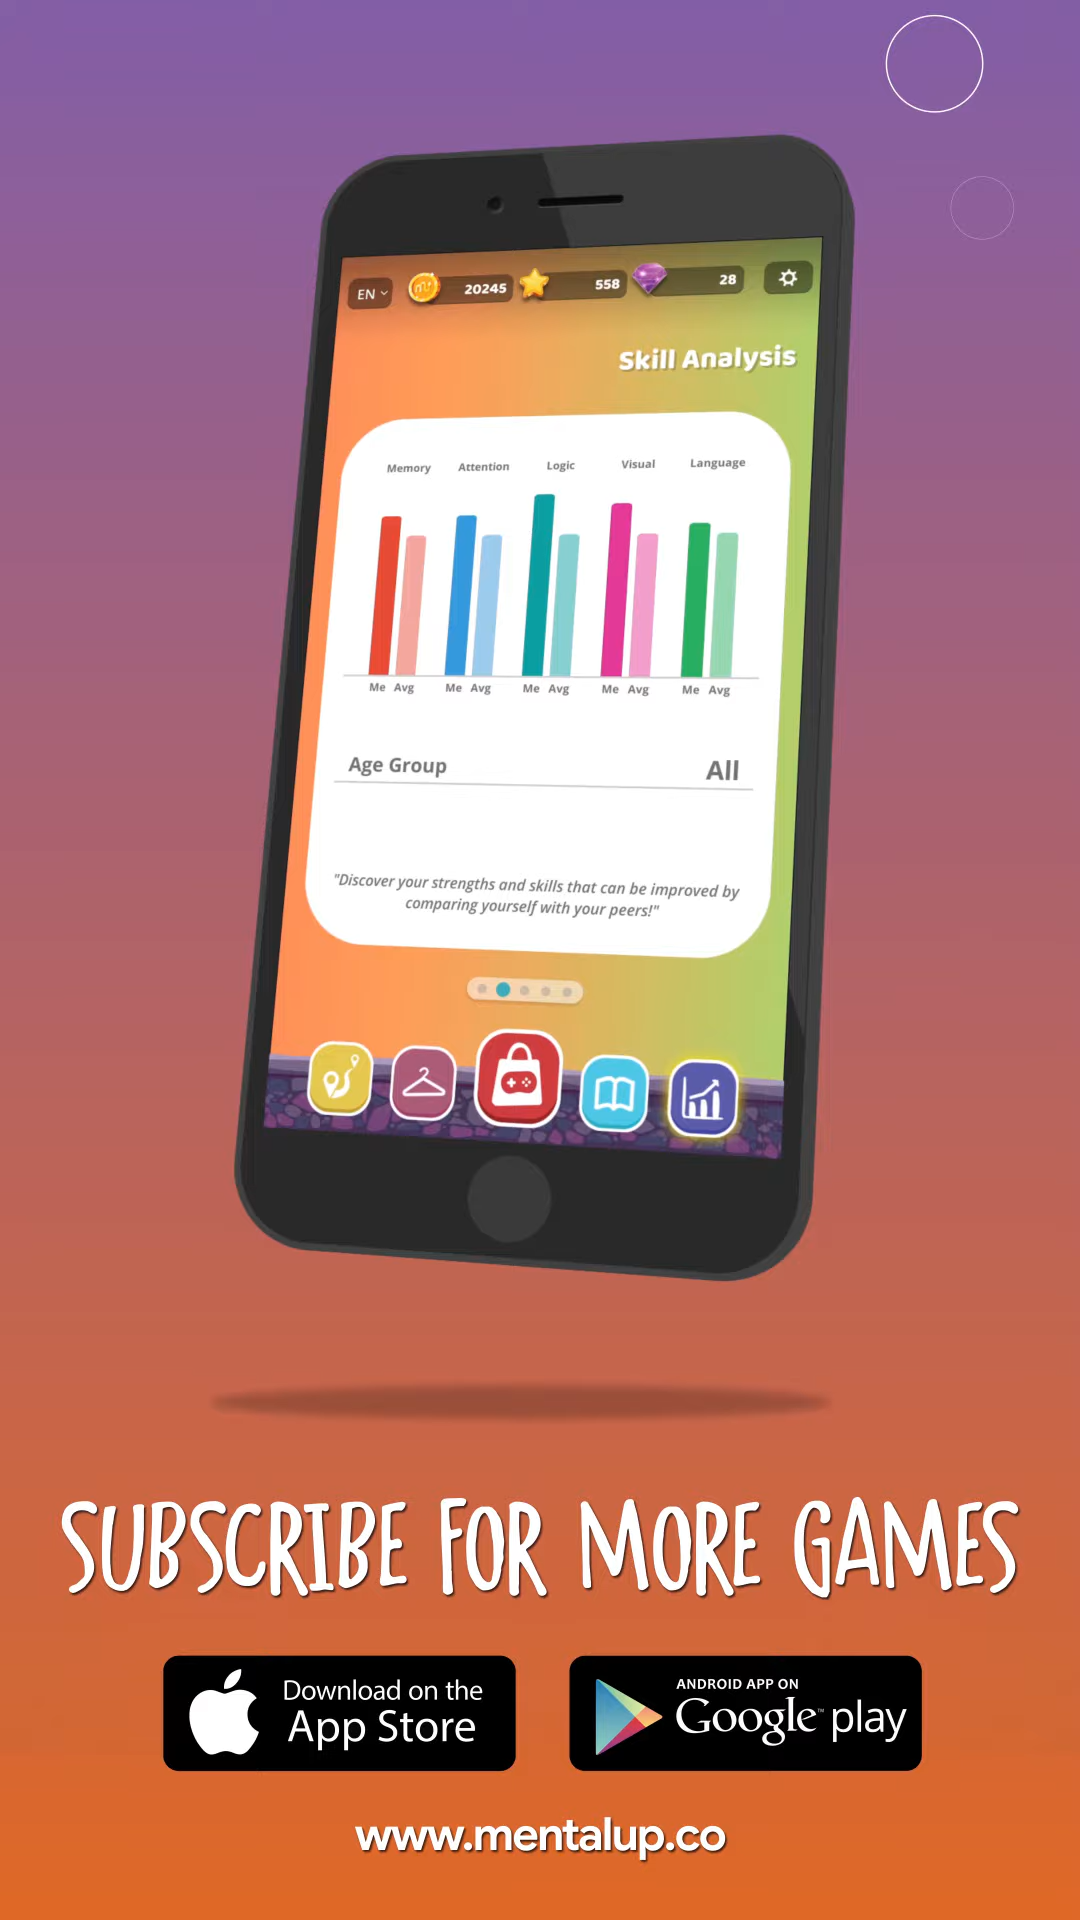 EN 20245 558 28
Skill Analysis
Memory Attention Logic Visual Language
Me Avg Me Avg Me Avg Me Avg Me Avg
Age Group All
"Discover your strengths and skills that can be improved by
comparing yourself with your peers!"
SUBSCRIBE FOR MORE GAMES
Download on the
App Store
ANDROID APP ON
Google™ play
www.mentalup.co